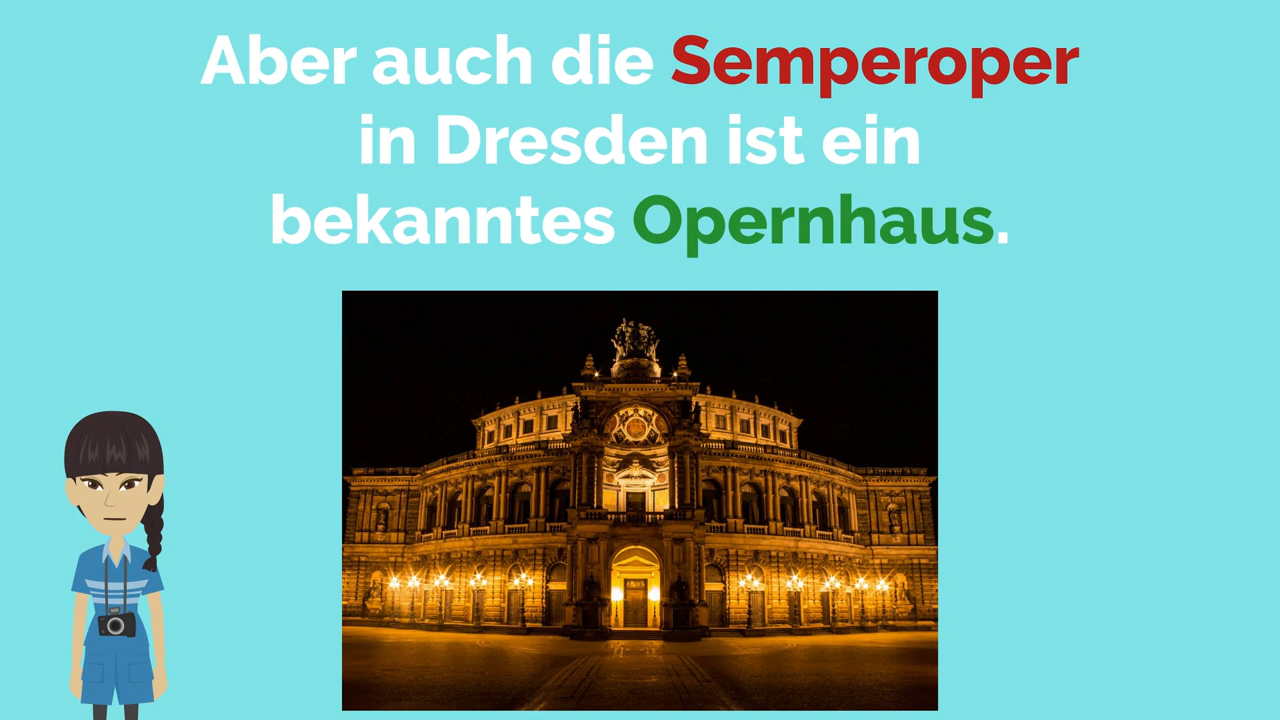 Aber auch die Semperoper
in Dresden ist ein
bekanntes Opernhaus.